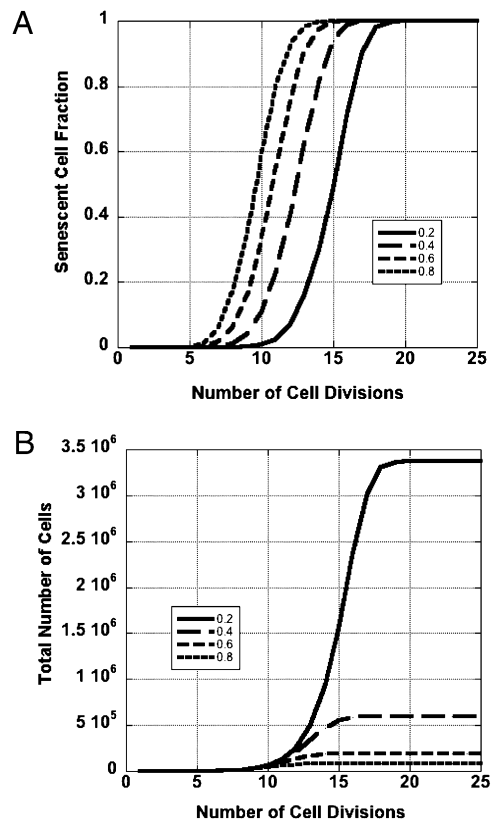 A
1
0.8
0.6
0.4
0.2
0
Senescent Cell Fraction
0.2
0.4
0.6
0.8
0 5 10 15 20 25
Number of Cell Divisions
B
3.5 10⁶
3 10⁶
2.5 10⁶
2 10⁶
1.5 10⁶
1 10⁶
5 10⁵
0
Total Number of Cells
0.2
0.4
0.6
0.8
0 5 10 15 20 25
Number of Cell Divisions